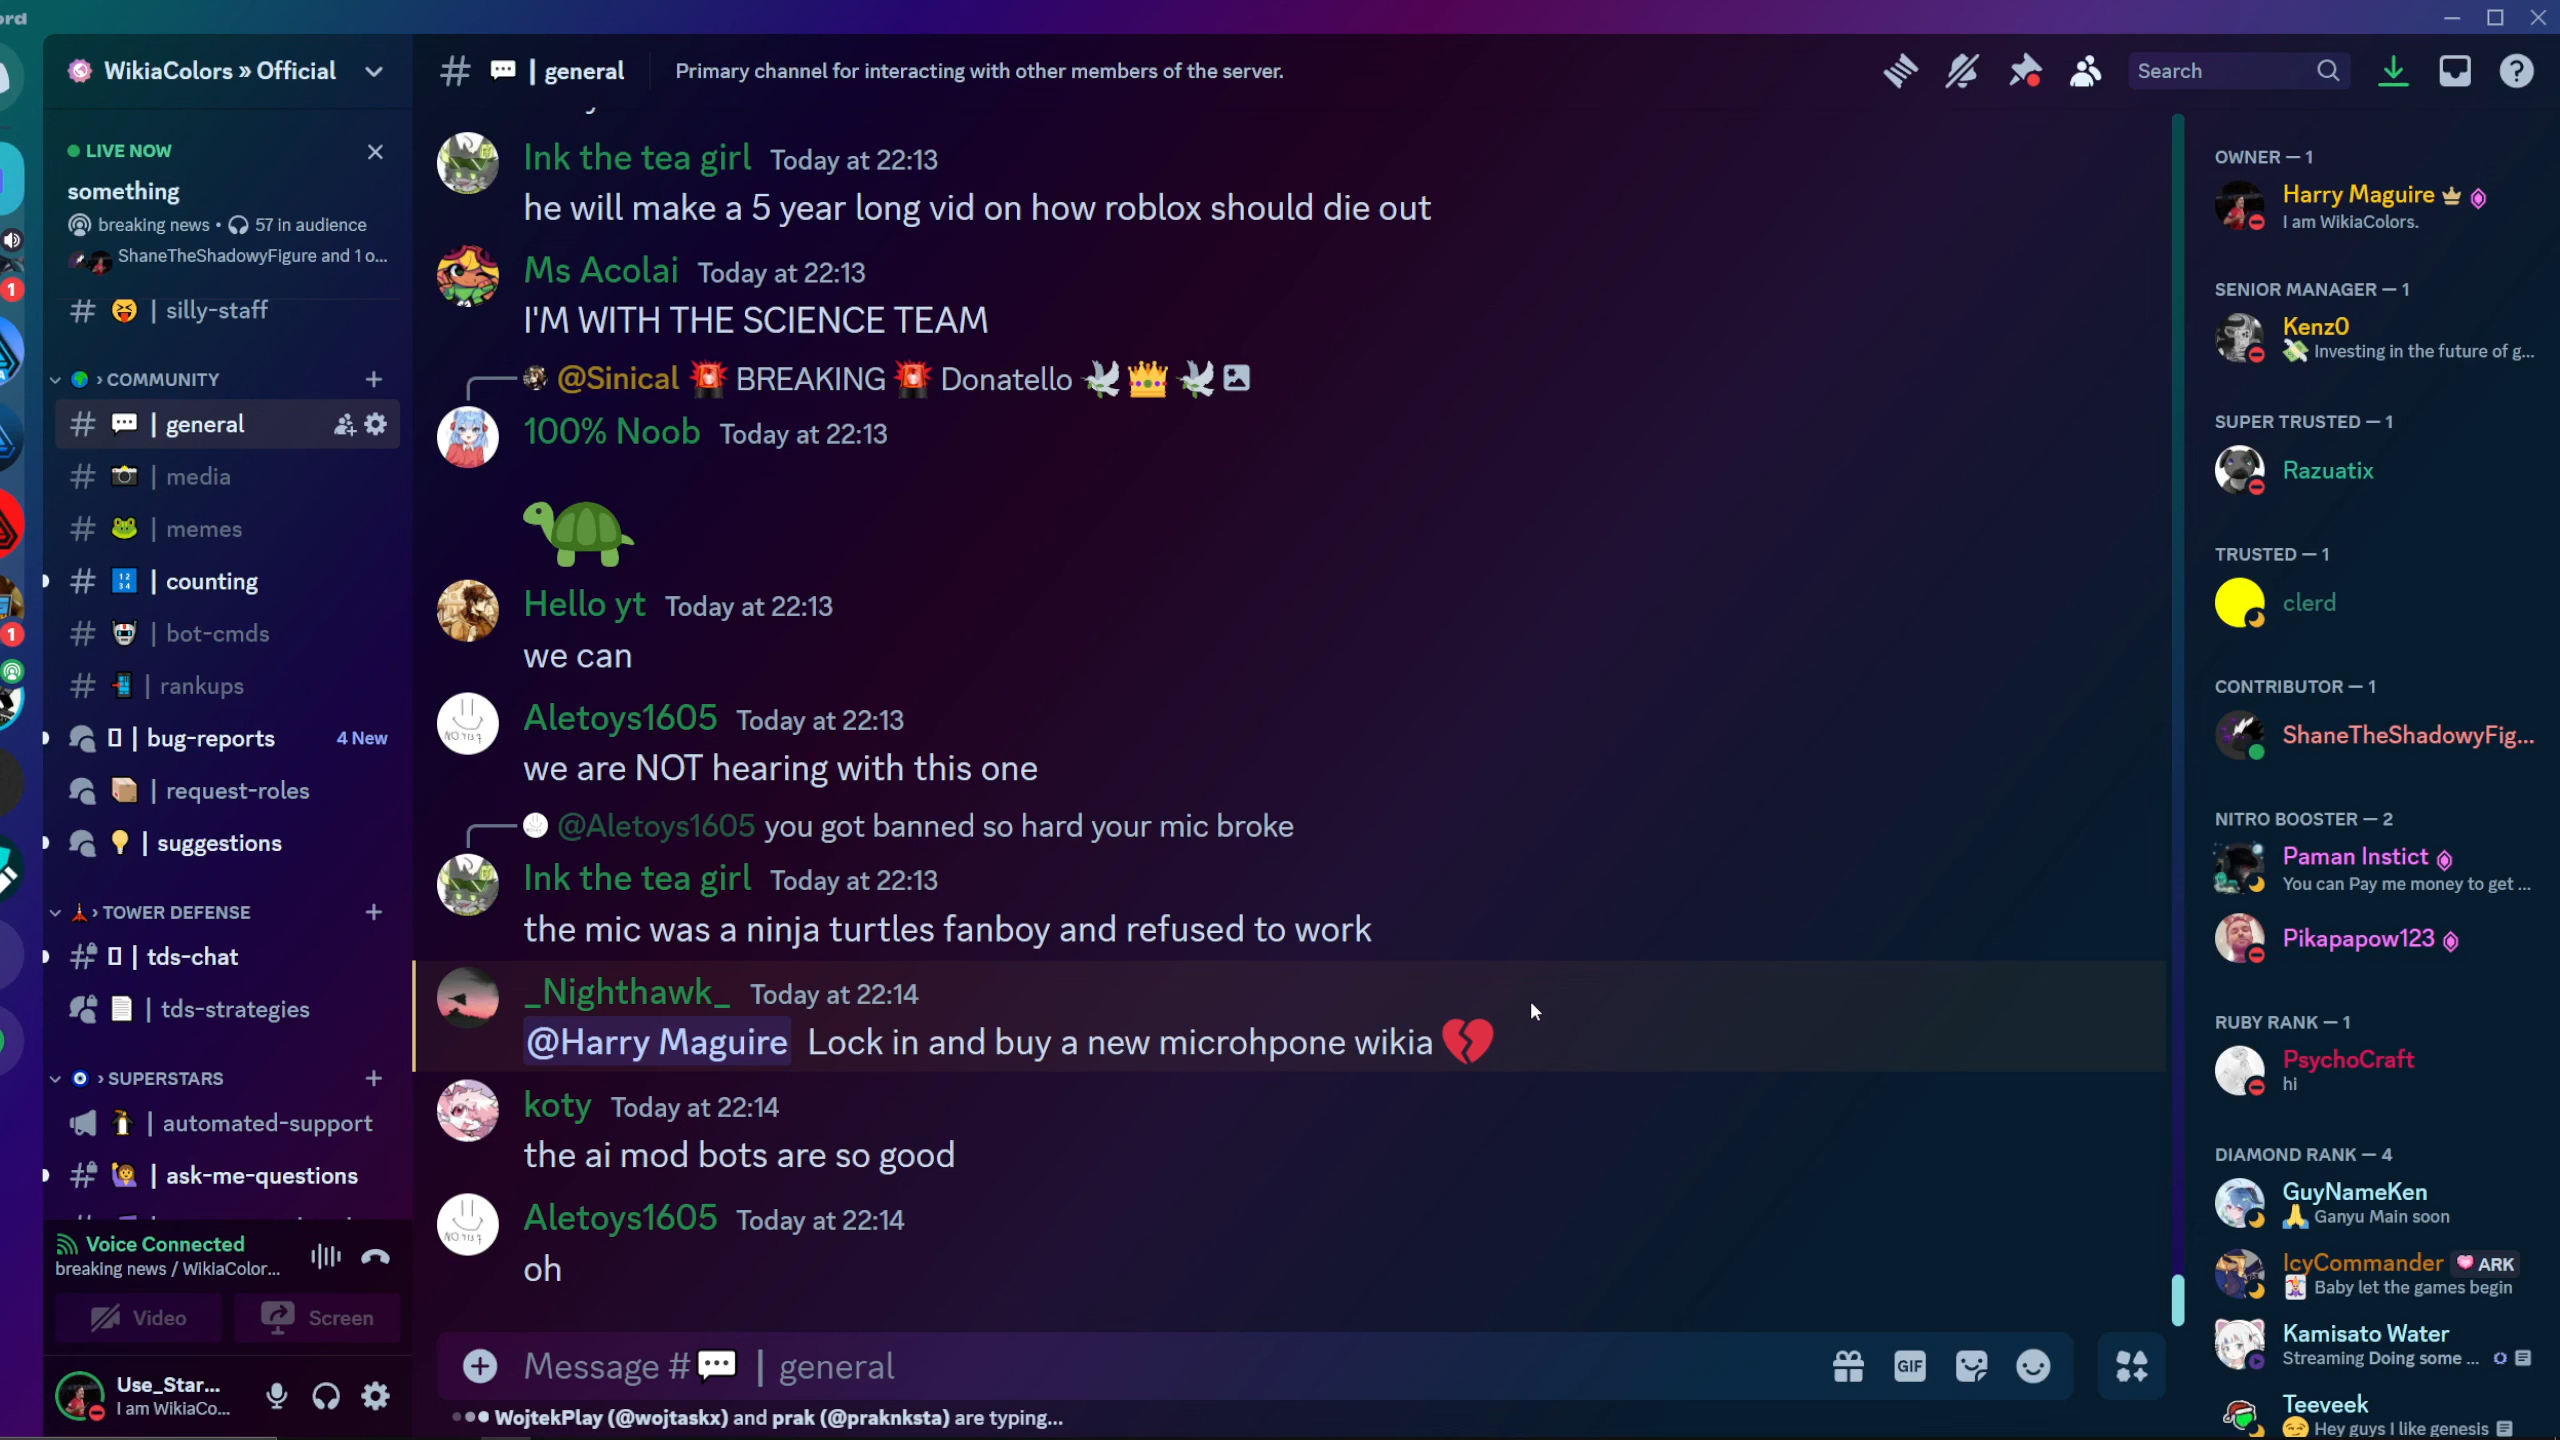 ord
WikiaColors » Official
LIVE NOW
something
breaking news • 57 in audience
ShaneTheShadowyFigure and 1 o...
silly-staff
› COMMUNITY
general
media
memes
counting
bot-cmds
rankups
bug-reports 4 New
request-roles
suggestions
› TOWER DEFENSE
tds-chat
tds-strategies
› SUPERSTARS
automated-support
ask-me-questions
Voice Connected
breaking news / WikiaColor...
Video Screen
Use_Star...
I am WikiaCo...
1
1
# 💬 | general Primary channel for interacting with other members of the server.
Search
Ink the tea girl Today at 22:13
he will make a 5 year long vid on how roblox should die out
Ms Acolai Today at 22:13
I'M WITH THE SCIENCE TEAM
@Sinical 🚨 BREAKING 🚨 Donatello 🕊️👑🕊️
100% Noob Today at 22:13
🐢
Hello yt Today at 22:13
we can
Aletoys1605 Today at 22:13
we are NOT hearing with this one
@Aletoys1605 you got banned so hard your mic broke
Ink the tea girl Today at 22:13
the mic was a ninja turtles fanboy and refused to work
_Nighthawk_ Today at 22:14
@Harry Maguire Lock in and buy a new microhpone wikia 💔
koty Today at 22:14
the ai mod bots are so good
Aletoys1605 Today at 22:14
oh
Message #💬 | general
GIF
WojtekPlay (@wojtaskx) and prak (@praknksta) are typing...
OWNER — 1
Harry Maguire
I am WikiaColors.
SENIOR MANAGER — 1
Kenz0
Investing in the future of g...
SUPER TRUSTED — 1
Razuatix
TRUSTED — 1
clerd
CONTRIBUTOR — 1
ShaneTheShadowyFig...
NITRO BOOSTER — 2
Paman Instict
You can Pay me money to get ...
Pikapapow123
RUBY RANK — 1
PsychoCraft
hi
DIAMOND RANK — 4
GuyNameKen
Ganyu Main soon
IcyCommander ARK
Baby let the games begin
Kamisato Water
Streaming Doing some ...
Teeveek
Hey guys I like genesis